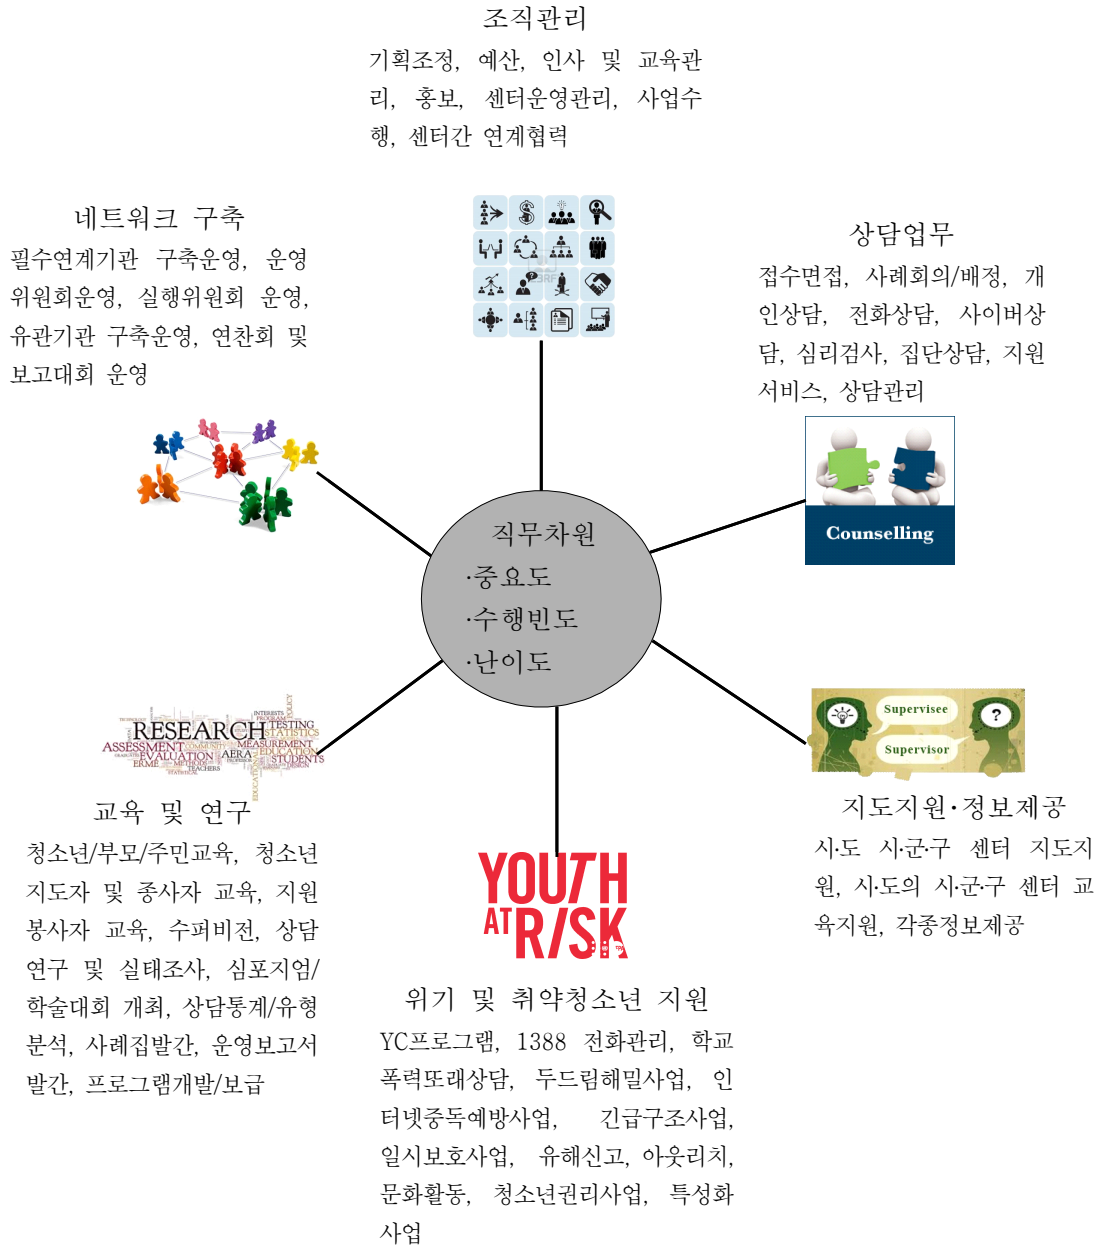 조직관리
기획조정, 예산, 인사 및 교육관
리, 홍보, 센터운영관리, 사업수
행, 센터간 연계협력
네트워크 구축
필수연계기관 구축운영, 운영
위원회운영, 실행위원회 운영,
유관기관 구축운영, 연찬회 및
보고대회 운영
상담업무
접수면접, 사례회의/배정, 개
인상담, 전화상담, 사이버상
담, 심리검사, 집단상담, 지원
서비스, 상담관리
Counselling
직무차원
·중요도
·수행빈도
·난이도
RESEARCH
INTERESTS
PROGRAM
POLICY
TESTING
STATISTICS
ASSESSMENT
COMMUNITY
MEASUREMENT
EVALUATION
AERA
EDUCATION
STUDENTS
ERME
METHODS
TEACHERS
PROFESSOR
DESIGN
STATISTICAL
EDUCATIONAL
Supervisee
?
Supervisor
교육 및 연구
청소년/부모/주민교육, 청소년
지도자 및 종사자 교육, 지원
봉사자 교육, 수퍼비전, 상담
연구 및 실태조사, 심포지엄/
학술대회 개최, 상담통계/유형
분석, 사례집발간, 운영보고서
발간, 프로그램개발/보급
지도지원·정보제공
시·도 시·군·구 센터 지도지
원, 시·도의 시·군·구 센터 교
육지원, 각종정보제공
YOUTH
AT RISK
위기 및 취약청소년 지원
YC프로그램, 1388 전화관리, 학교
폭력또래상담, 두드림해밀사업, 인
터넷중독예방사업, 긴급구조사업,
일시보호사업, 유해신고, 아웃리치,
문화활동, 청소년권리사업, 특성화
사업